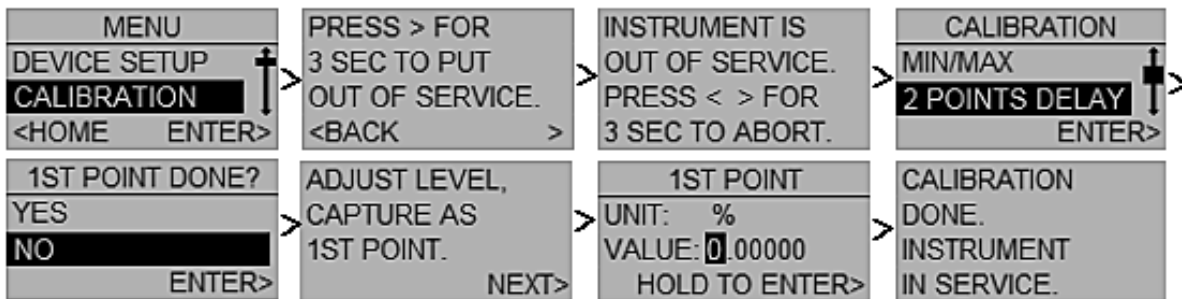 MENU
DEVICE SETUP
CALIBRATION
<HOME ENTER>
>
PRESS > FOR
3 SEC TO PUT
OUT OF SERVICE.
<BACK >
>
INSTRUMENT IS
OUT OF SERVICE.
PRESS < > FOR
3 SEC TO ABORT.
>
CALIBRATION
MIN/MAX
2 POINTS DELAY
ENTER>
>
1ST POINT DONE?
YES
NO
ENTER>
>
ADJUST LEVEL,
CAPTURE AS
1ST POINT.
NEXT>
>
1ST POINT
UNIT: %
VALUE: 0.00000
HOLD TO ENTER>
>
CALIBRATION
DONE.
INSTRUMENT
IN SERVICE.